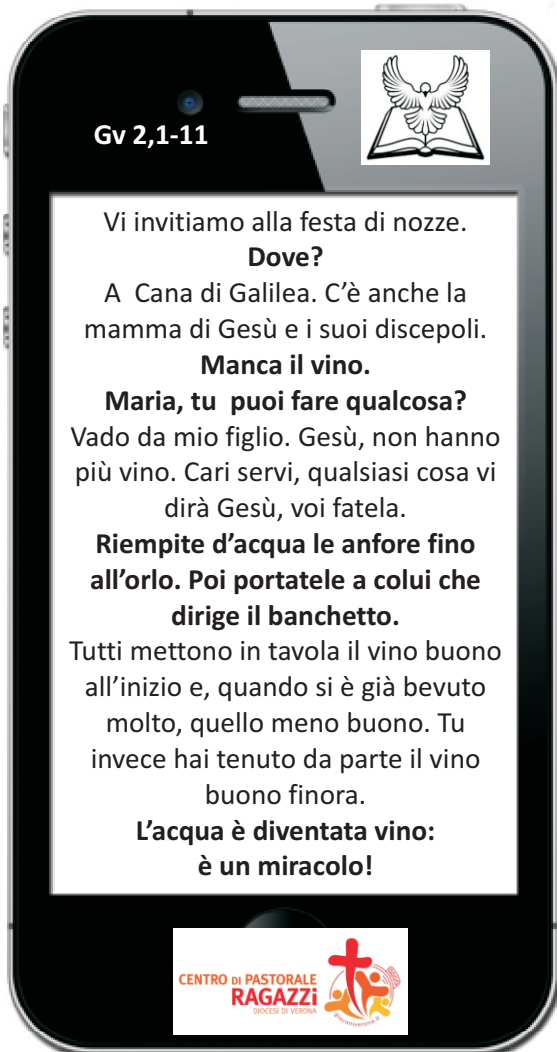 Gv 2,1-11
Vi invitiamo alla festa di nozze.
Dove?
A Cana di Galilea. C’è anche la
mamma di Gesù e i suoi discepoli.
Manca il vino.
Maria, tu puoi fare qualcosa?
Vado da mio figlio. Gesù, non hanno
più vino. Cari servi, qualsiasi cosa vi
dirà Gesù, voi fatela.
Riempite d’acqua le anfore fino
all’orlo. Poi portatele a colui che
dirige il banchetto.
Tutti mettono in tavola il vino buono
all’inizio e, quando si è già bevuto
molto, quello meno buono. Tu
invece hai tenuto da parte il vino
buono finora.
L’acqua è diventata vino:
è un miracolo!
CENTRO DI PASTORALE
RAGAZZi
DIOCESI DI VERONA
giovaniverona.it